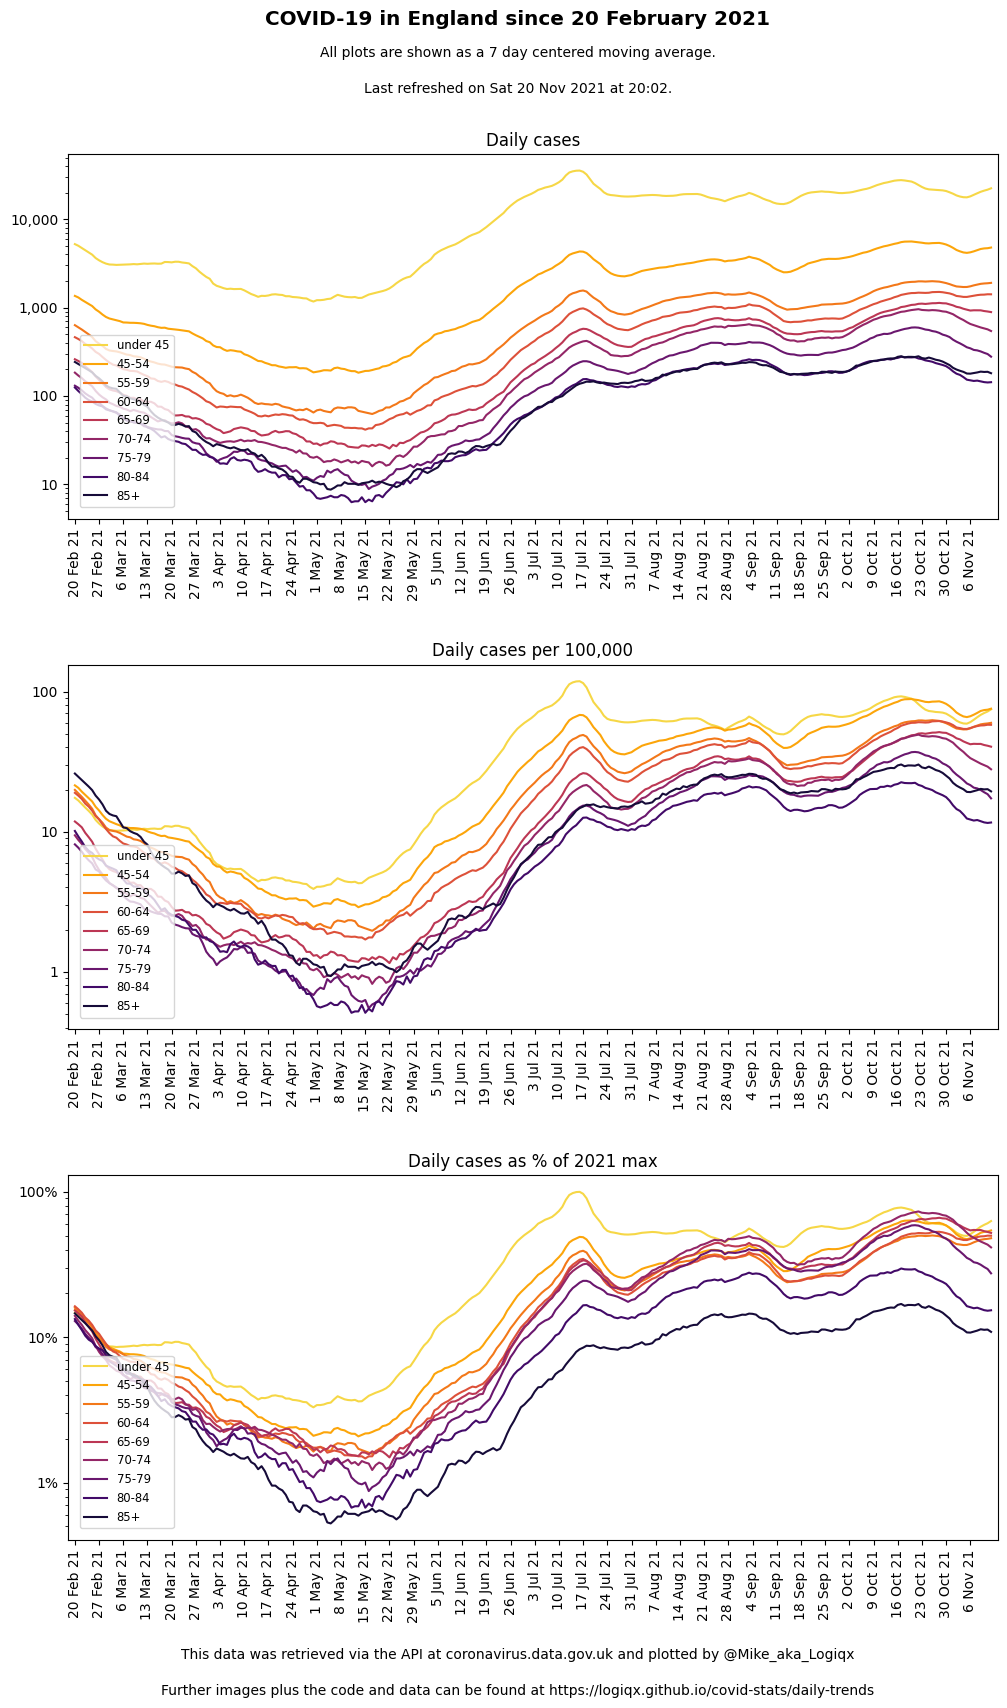 COVID-19 in England since 20 February 2021
All plots are shown as a 7 day centered moving average.
Last refreshed on Sat 20 Nov 2021 at 20:02.
Daily cases
10,000
1,000
100
10
under 45
45-54
55-59
60-64
65-69
70-74
75-79
80-84
85+
20 Feb 21
27 Feb 21
6 Mar 21
13 Mar 21
20 Mar 21
27 Mar 21
3 Apr 21
10 Apr 21
17 Apr 21
24 Apr 21
1 May 21
8 May 21
15 May 21
22 May 21
29 May 21
5 Jun 21
12 Jun 21
19 Jun 21
26 Jun 21
3 Jul 21
10 Jul 21
17 Jul 21
24 Jul 21
31 Jul 21
7 Aug 21
14 Aug 21
21 Aug 21
28 Aug 21
4 Sep 21
11 Sep 21
18 Sep 21
25 Sep 21
2 Oct 21
9 Oct 21
16 Oct 21
23 Oct 21
30 Oct 21
6 Nov 21
Daily cases per 100,000
100
10
1
under 45
45-54
55-59
60-64
65-69
70-74
75-79
80-84
85+
20 Feb 21
27 Feb 21
6 Mar 21
13 Mar 21
20 Mar 21
27 Mar 21
3 Apr 21
10 Apr 21
17 Apr 21
24 Apr 21
1 May 21
8 May 21
15 May 21
22 May 21
29 May 21
5 Jun 21
12 Jun 21
19 Jun 21
26 Jun 21
3 Jul 21
10 Jul 21
17 Jul 21
24 Jul 21
31 Jul 21
7 Aug 21
14 Aug 21
21 Aug 21
28 Aug 21
4 Sep 21
11 Sep 21
18 Sep 21
25 Sep 21
2 Oct 21
9 Oct 21
16 Oct 21
23 Oct 21
30 Oct 21
6 Nov 21
Daily cases as % of 2021 max
100%
10%
1%
under 45
45-54
55-59
60-64
65-69
70-74
75-79
80-84
85+
20 Feb 21
27 Feb 21
6 Mar 21
13 Mar 21
20 Mar 21
27 Mar 21
3 Apr 21
10 Apr 21
17 Apr 21
24 Apr 21
1 May 21
8 May 21
15 May 21
22 May 21
29 May 21
5 Jun 21
12 Jun 21
19 Jun 21
26 Jun 21
3 Jul 21
10 Jul 21
17 Jul 21
24 Jul 21
31 Jul 21
7 Aug 21
14 Aug 21
21 Aug 21
28 Aug 21
4 Sep 21
11 Sep 21
18 Sep 21
25 Sep 21
2 Oct 21
9 Oct 21
16 Oct 21
23 Oct 21
30 Oct 21
6 Nov 21
This data was retrieved via the API at coronavirus.data.gov.uk and plotted by @Mike_aka_Logiqx
Further images plus the code and data can be found at https://logiqx.github.io/covid-stats/daily-trends